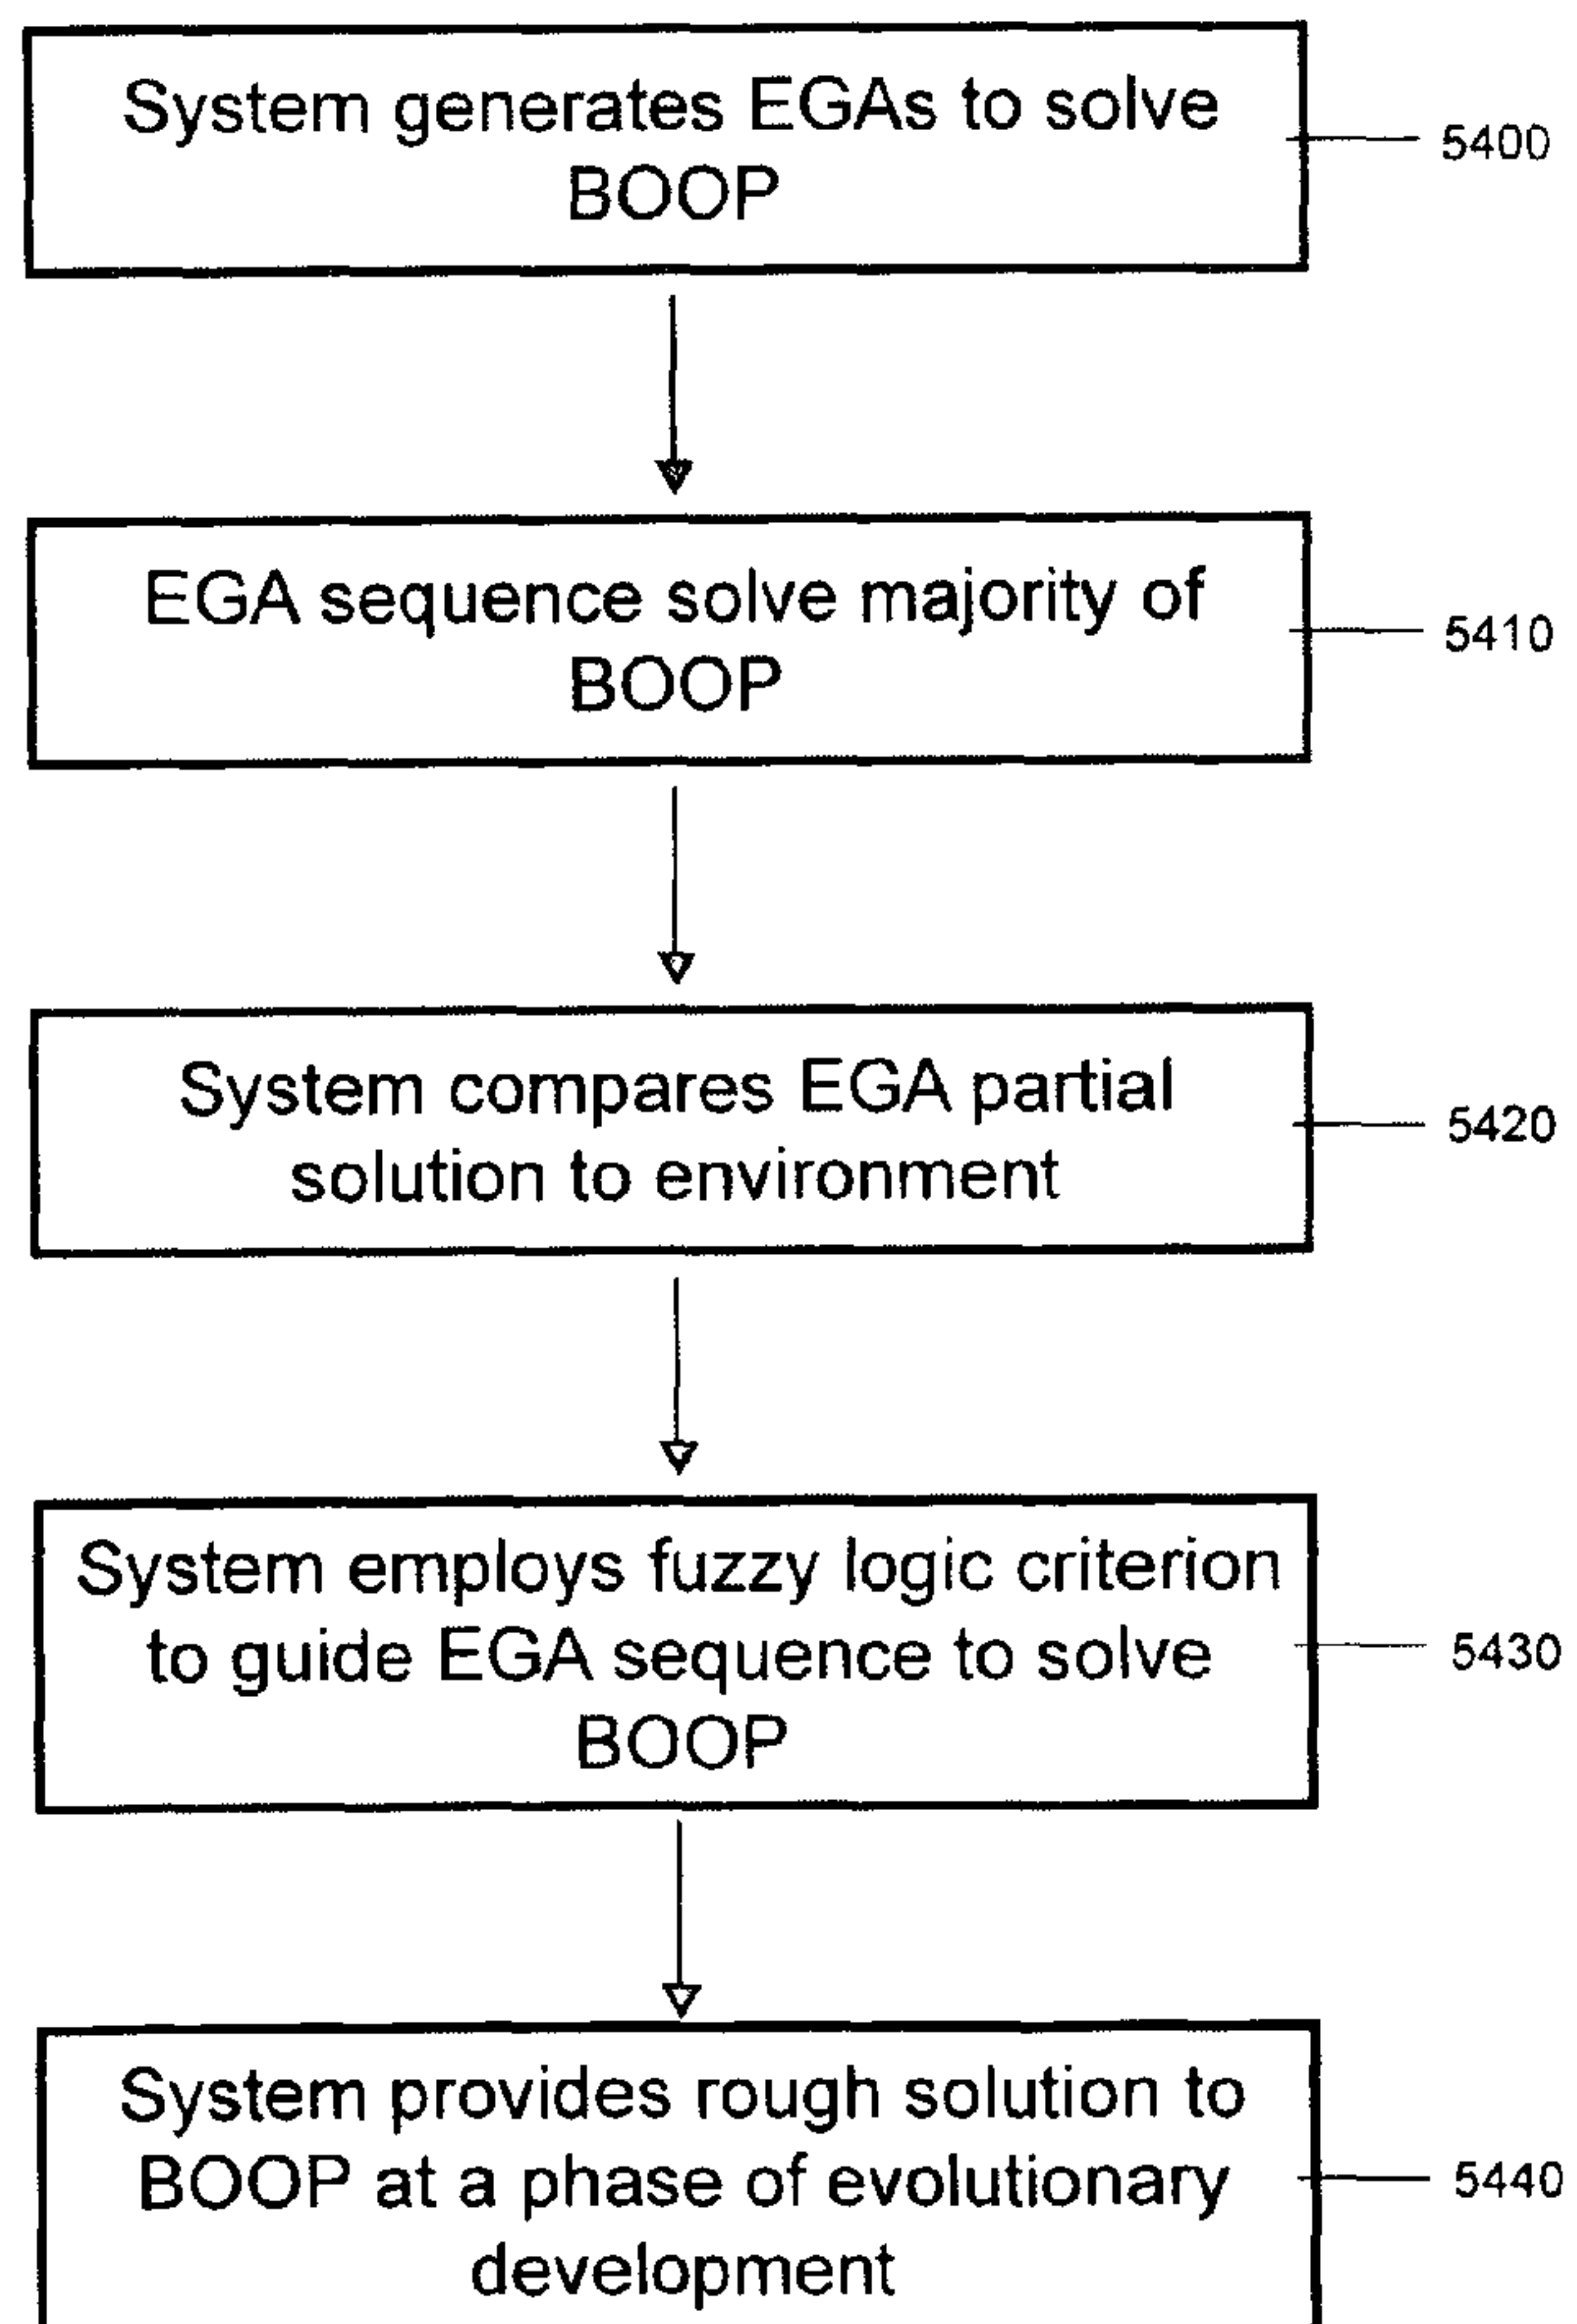 System generates EGAs to solve
BOOP
5400
EGA sequence solve majority of
BOOP
5410
System compares EGA partial
solution to environment
5420
System employs fuzzy logic criterion
to guide EGA sequence to solve
BOOP
5430
System provides rough solution to
BOOP at a phase of evolutionary
development
5440